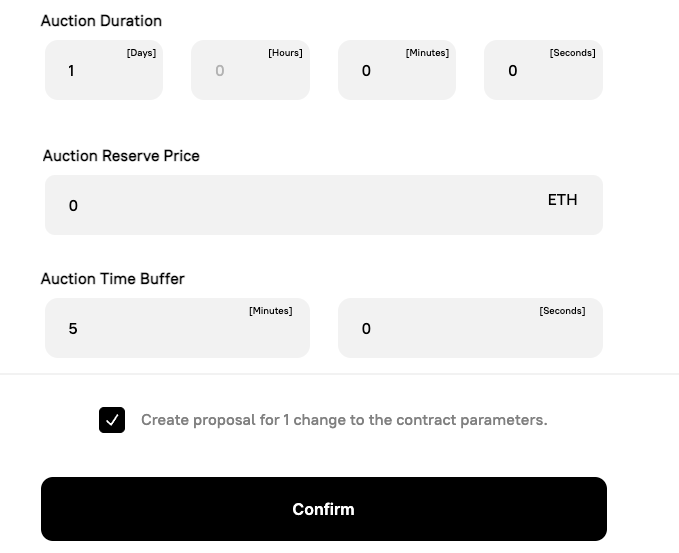 Auction Duration
[Days] [Hours] [Minutes] [Seconds]
1 0 0 0
Auction Reserve Price
0 ETH
Auction Time Buffer
[Minutes] [Seconds]
5 0
Create proposal for 1 change to the contract parameters.
Confirm